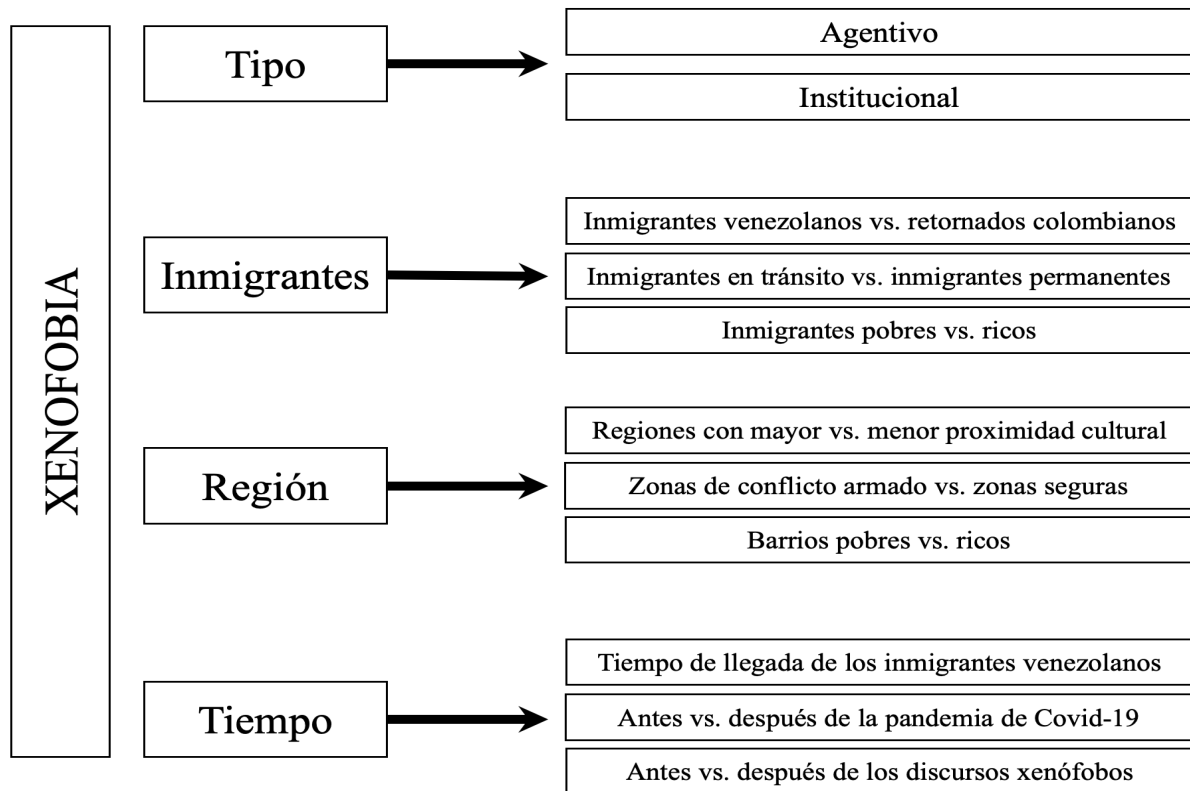 XENOFOBIA
Tipo
Agentivo
Institucional
Inmigrantes
Inmigrantes venezolanos vs. retornados colombianos
Inmigrantes en tránsito vs. inmigrantes permanentes
Inmigrantes pobres vs. ricos
Región
Regiones con mayor vs. menor proximidad cultural
Zonas de conflicto armado vs. zonas seguras
Barrios pobres vs. ricos
Tiempo
Tiempo de llegada de los inmigrantes venezolanos
Antes vs. después de la pandemia de Covid-19
Antes vs. después de los discursos xenófobos